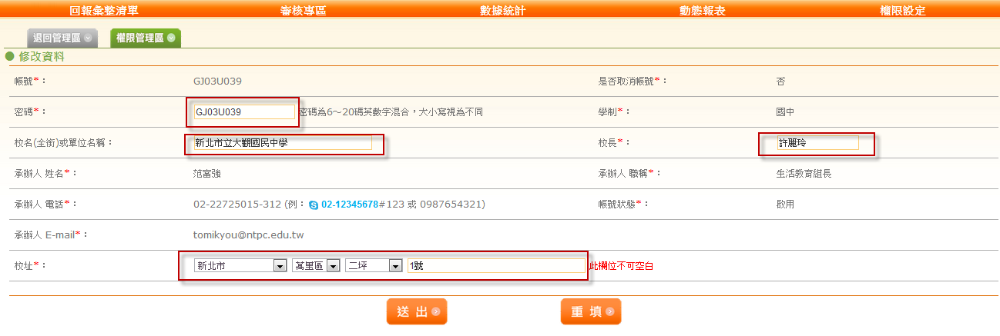 回報彙整清單 審核專區 數據統計 動態報表 權限設定
退回管理區 權限管理區
修改資料
帳號*： GJ03U039 是否取消帳號*： 否
密碼*： GJ03U039 密碼為6～20碼英數字混合，大小寫視為不同 學制*： 國中
校名(全銜)或單位名稱： 新北市立大觀國民中學 校長*： 許麗玲
承辦人 姓名*： 范富強 承辦人 職稱*： 生活教育組長
承辦人 電話*： 02-22725015-312 (例： 02-12345678#123 或 0987654321) 帳號狀態*： 啟用
承辦人 E-mail*： tomikyou@ntpc.edu.tw
校址*： 新北市 萬里區 二坪 1號 此欄位不可空白
送出 重填